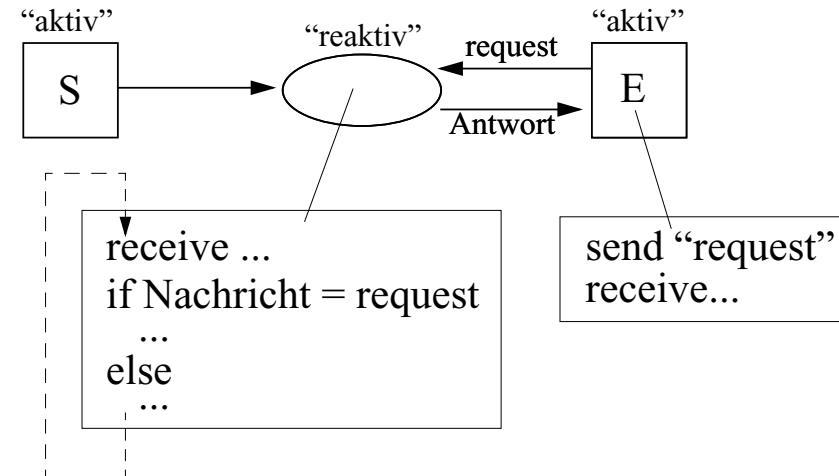 “aktiv”
“reaktiv”
“aktiv”
S
request
E
Antwort
receive ...
if Nachricht = request
...
else
...
send “request”
receive...